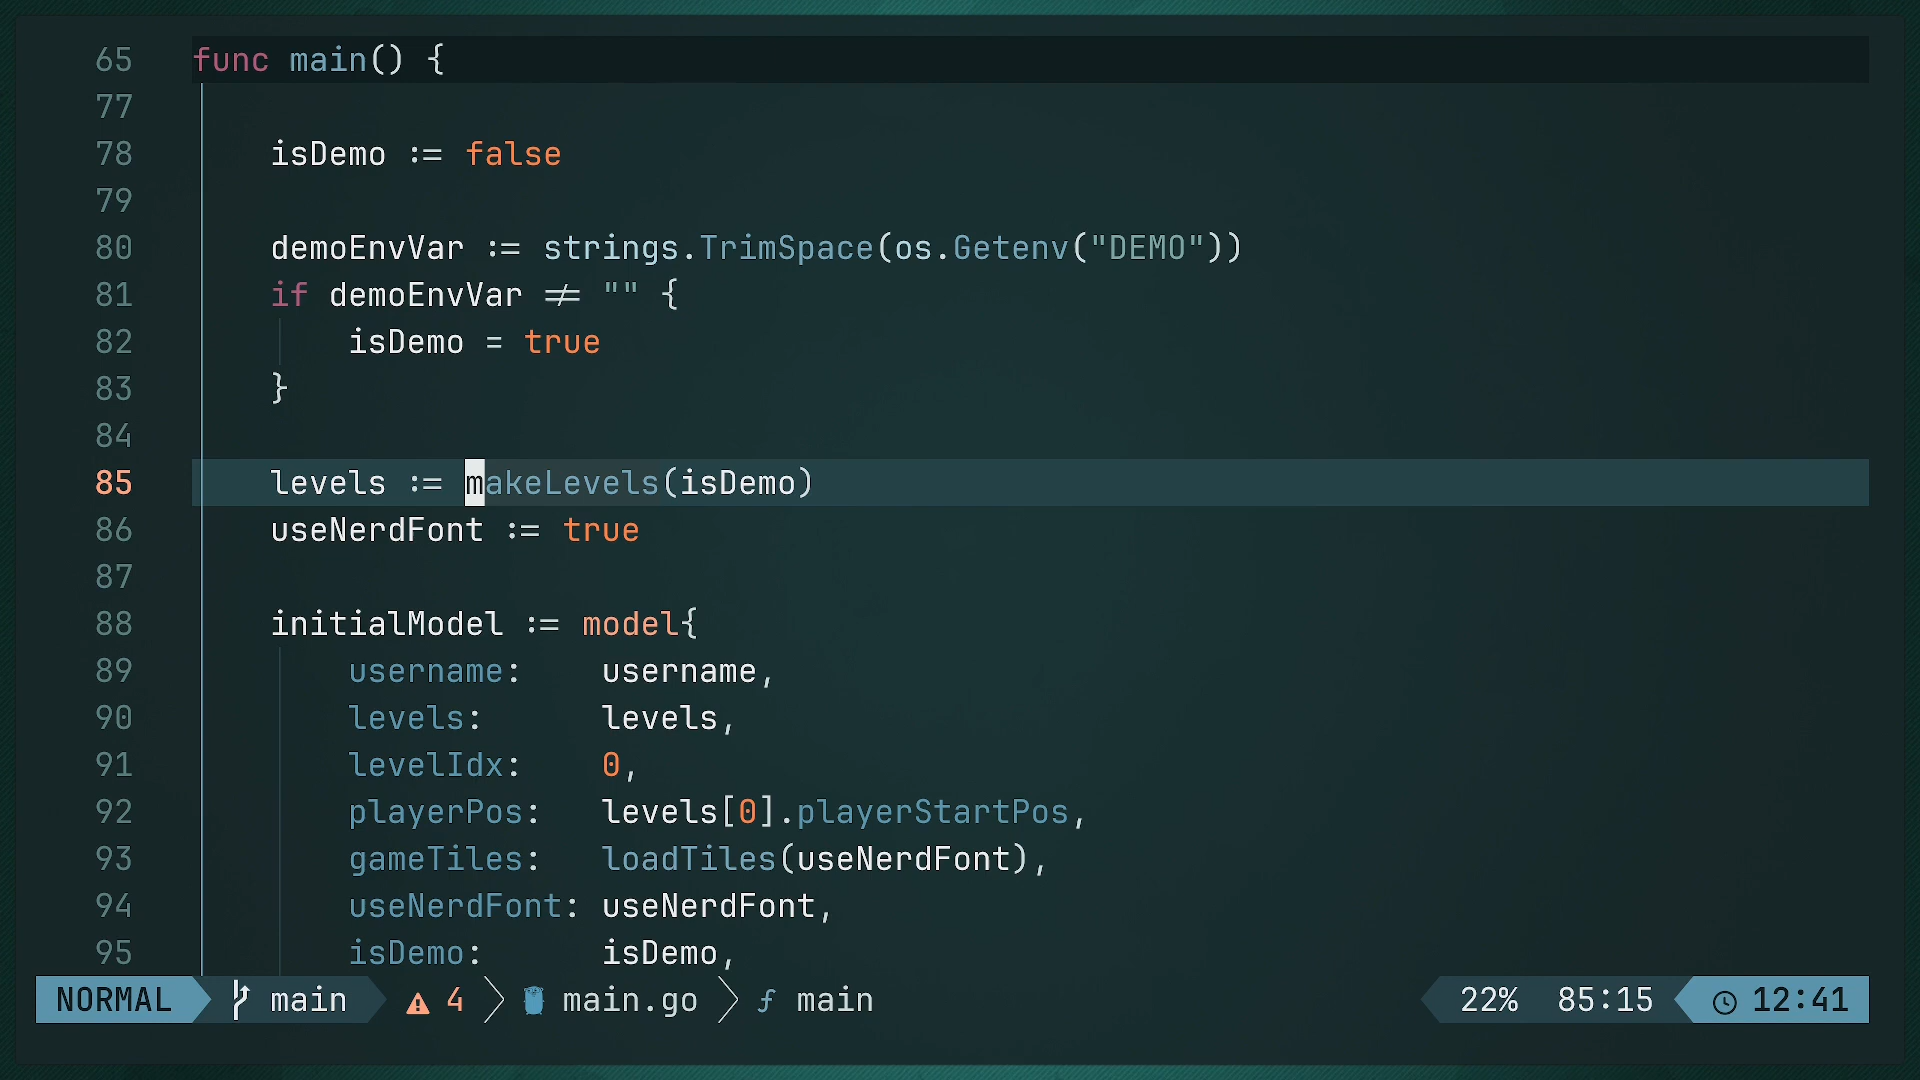 65 func main() {
77
78 isDemo := false
79
80 demoEnvVar := strings.TrimSpace(os.Getenv("DEMO"))
81 if demoEnvVar != "" {
82 isDemo = true
83 }
84
85 levels := makeLevels(isDemo)
86 useNerdFont := true
87
88 initialModel := model{
89 username: username,
90 levels: levels,
91 levelIdx: 0,
92 playerPos: levels[0].playerStartPos,
93 gameTiles: loadTiles(useNerdFont),
94 useNerdFont: useNerdFont,
95 isDemo: isDemo,
NORMAL main 4 main.go ƒ main 22% 85:15 12:41